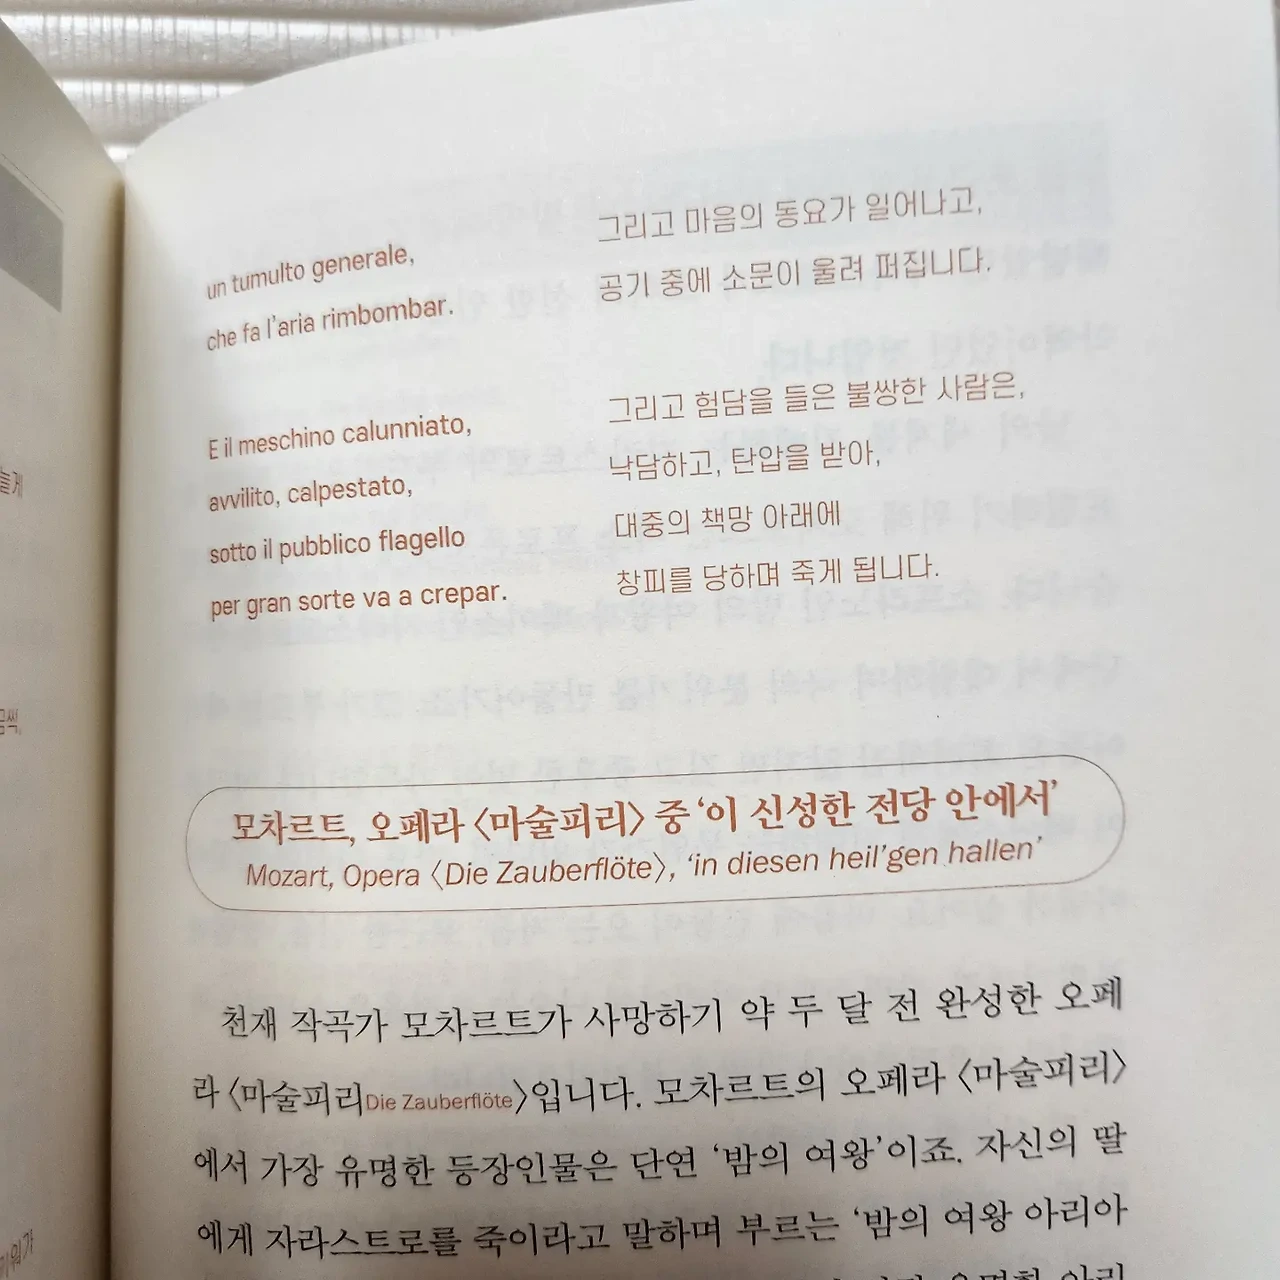 un tumulto generale,
che fa l'aria rimbombar.
E il meschino calunniato,
avvilito, calpestato,
sotto il pubblico flagello
per gran sorte va a crepar.
그리고 마음의 동요가 일어나고,
공기 중에 소문이 울려 퍼집니다.
그리고 험담을 들은 불쌍한 사람은,
낙담하고, 탄압을 받아,
대중의 책망 아래에
창피를 당하며 죽게 됩니다.
모차르트, 오페라 〈마술피리〉 중 ‘이 신성한 전당 안에서’
Mozart, Opera 〈Die Zauberflöte〉, ‘in diesen heil’gen hallen’
천재 작곡가 모차르트가 사망하기 약 두 달 전 완성한 오페
라 〈마술피리Die Zauberflöte〉입니다. 모차르트의 오페라 〈마술피리〉
에서 가장 유명한 등장인물은 단연 ‘밤의 여왕’이죠. 자신의 딸
에게 자라스트로를 죽이라고 말하며 부르는 ‘밤의 여왕 아리아